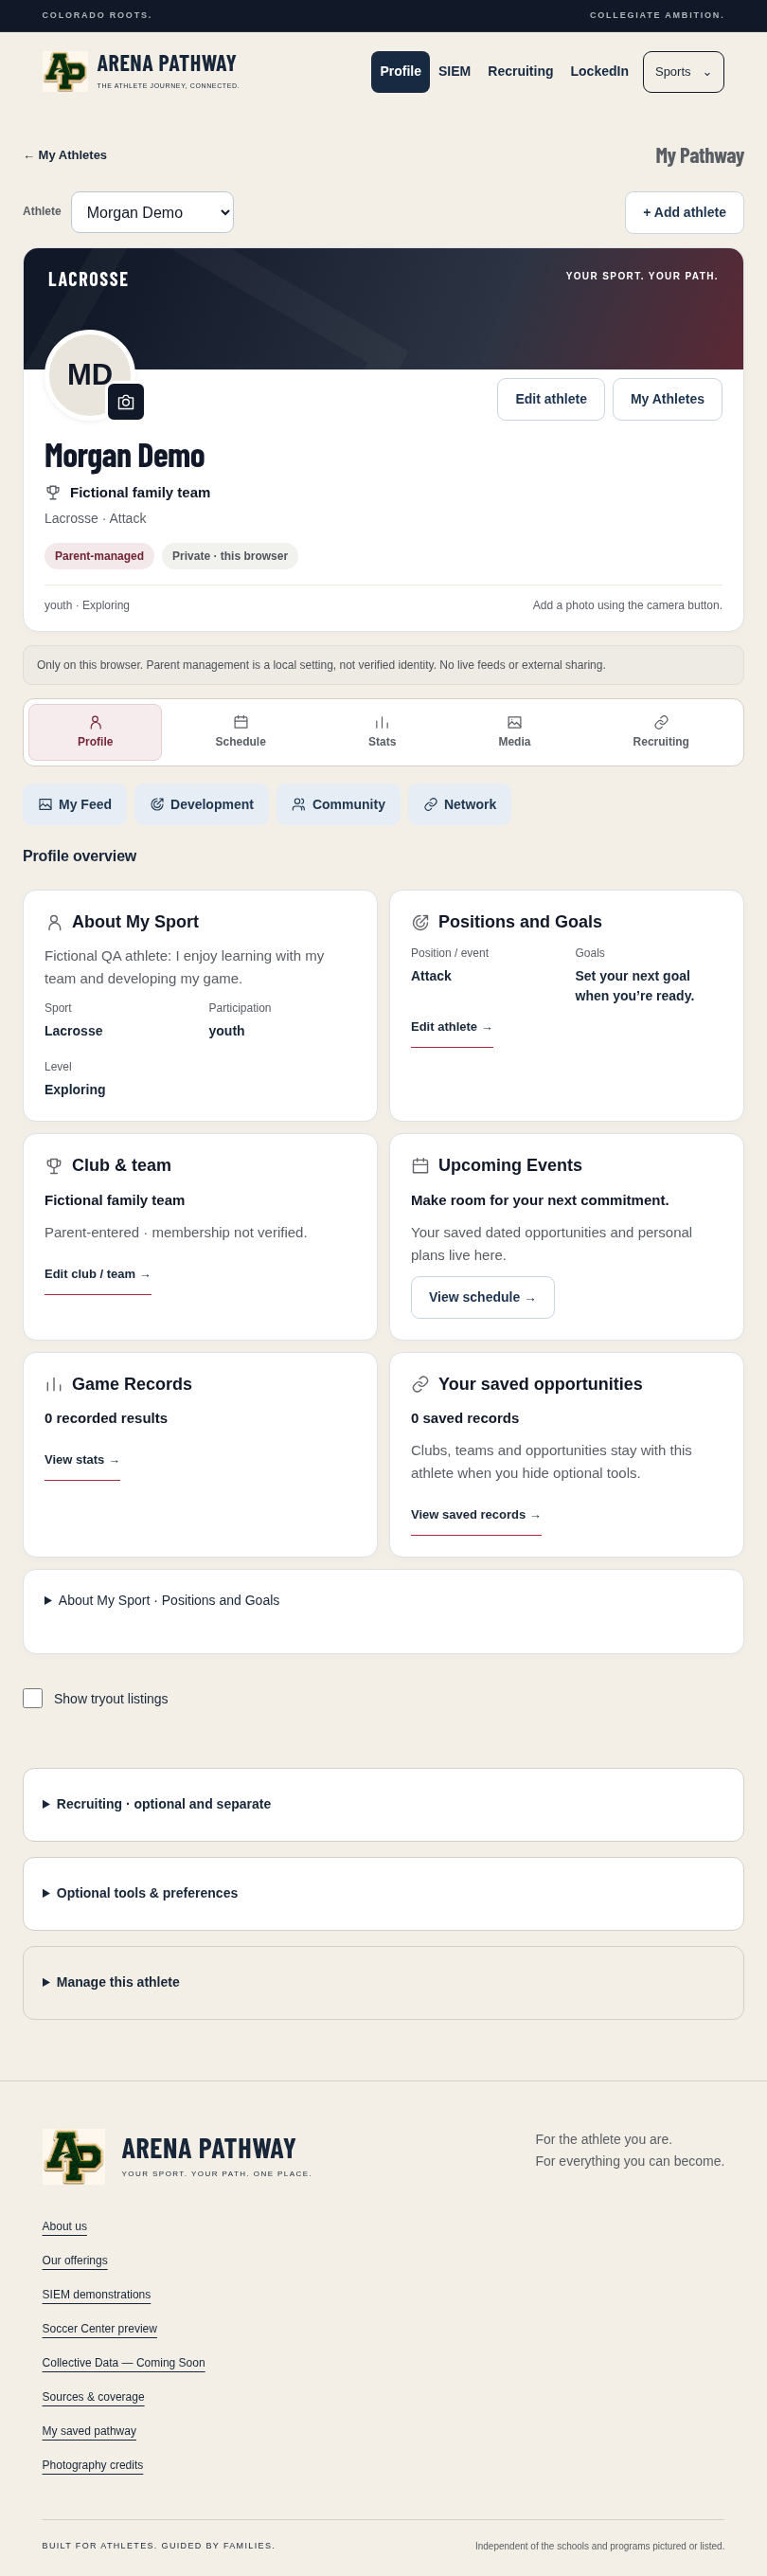 COLORADO ROOTS.
COLLEGIATE AMBITION.
AP
ARENA PATHWAY
THE ATHLETE JOURNEY, CONNECTED.
Profile
SIEM
Recruiting
LockedIn
Sports
← My Athletes
My Pathway
Athlete
Morgan Demo
+ Add athlete
LACROSSE
YOUR SPORT. YOUR PATH.
MD
Edit athlete
My Athletes
Morgan Demo
Fictional family team
Lacrosse · Attack
Parent-managed
Private · this browser
youth · Exploring
Add a photo using the camera button.
Only on this browser. Parent management is a local setting, not verified identity. No live feeds or external sharing.
Profile
Schedule
Stats
Media
Recruiting
My Feed
Development
Community
Network
Profile overview
About My Sport
Fictional QA athlete: I enjoy learning with my
team and developing my game.
Sport
Participation
Lacrosse
youth
Level
Exploring
Positions and Goals
Position / event
Goals
Attack
Set your next goal
when you’re ready.
Edit athlete →
Club & team
Fictional family team
Parent-entered · membership not verified.
Edit club / team →
Upcoming Events
Make room for your next commitment.
Your saved dated opportunities and personal
plans live here.
View schedule →
Game Records
0 recorded results
View stats →
Your saved opportunities
0 saved records
Clubs, teams and opportunities stay with this
athlete when you hide optional tools.
View saved records →
About My Sport · Positions and Goals
Show tryout listings
Recruiting · optional and separate
Optional tools & preferences
Manage this athlete
AP
ARENA PATHWAY
YOUR SPORT. YOUR PATH. ONE PLACE.
For the athlete you are.
For everything you can become.
About us
Our offerings
SIEM demonstrations
Soccer Center preview
Collective Data — Coming Soon
Sources & coverage
My saved pathway
Photography credits
BUILT FOR ATHLETES. GUIDED BY FAMILIES.
Independent of the schools and programs pictured or listed.